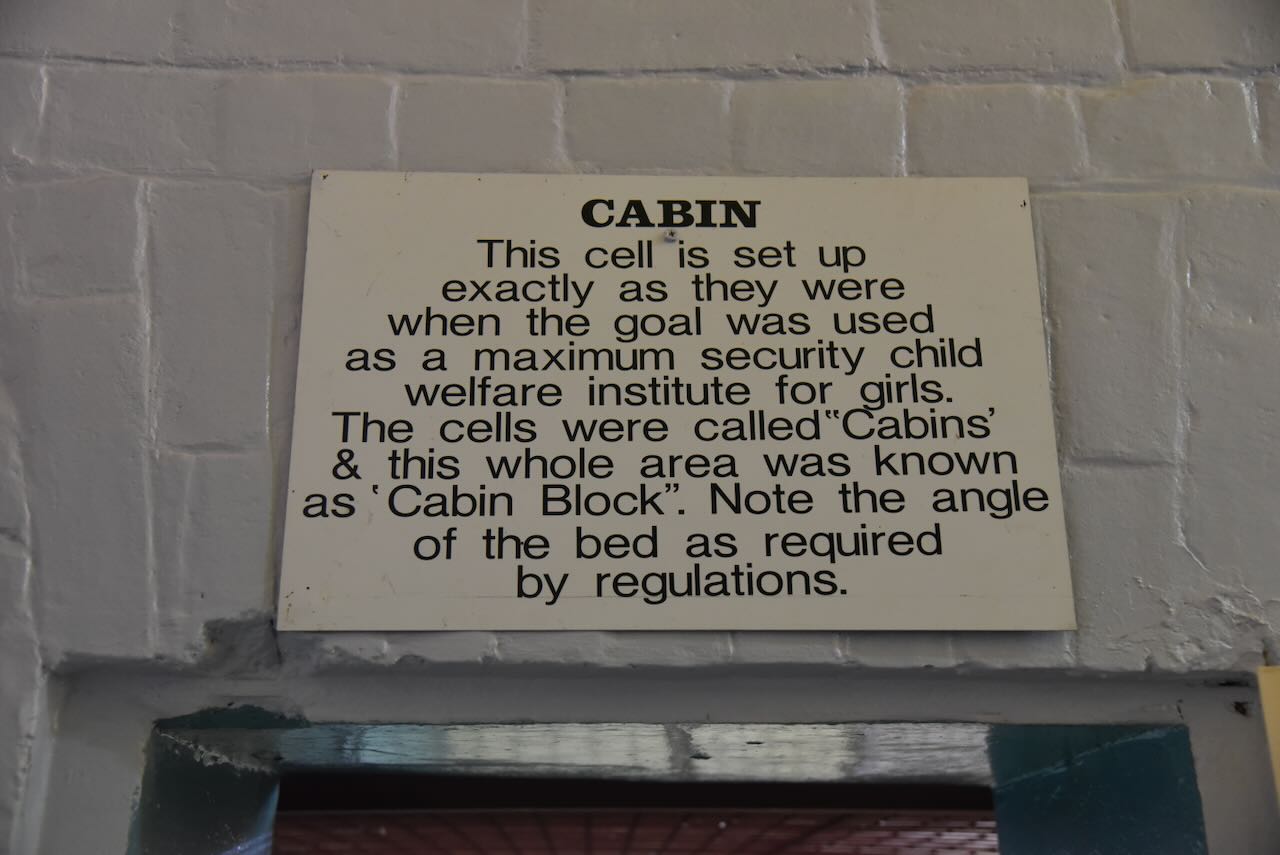 CABIN
This cell is set up
exactly as they were
when the goal was used
as a maximum security child
welfare institute for girls.
The cells were called "Cabins'
& this whole area was known
as 'Cabin Block". Note the angle
of the bed as required
by regulations.